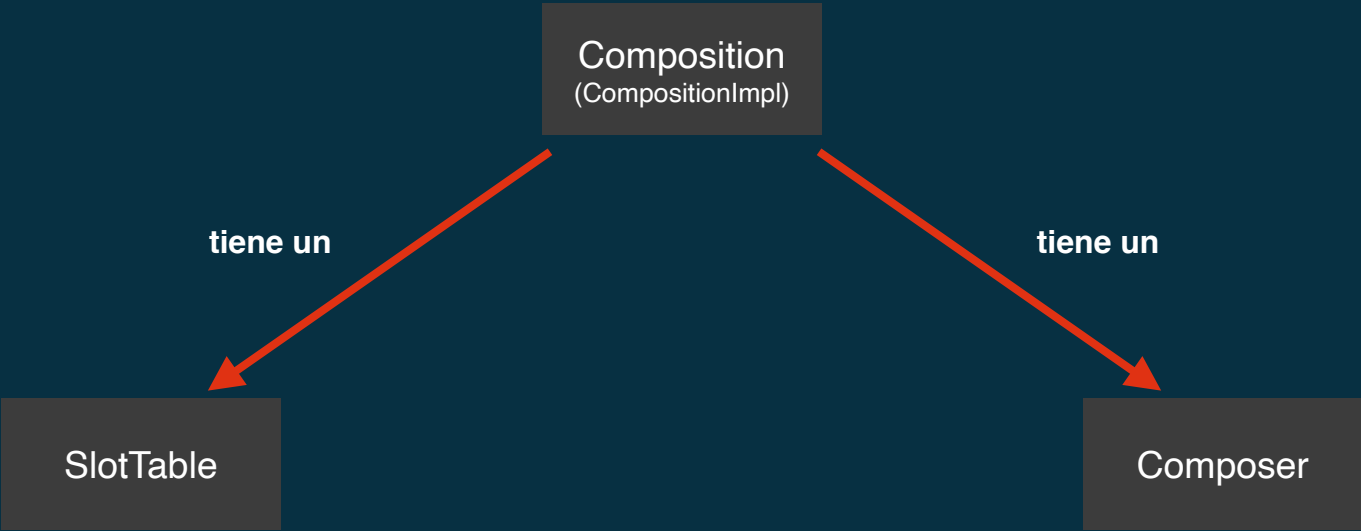 Composition
(CompositionImpl)
tiene un
tiene un
SlotTable
Composer